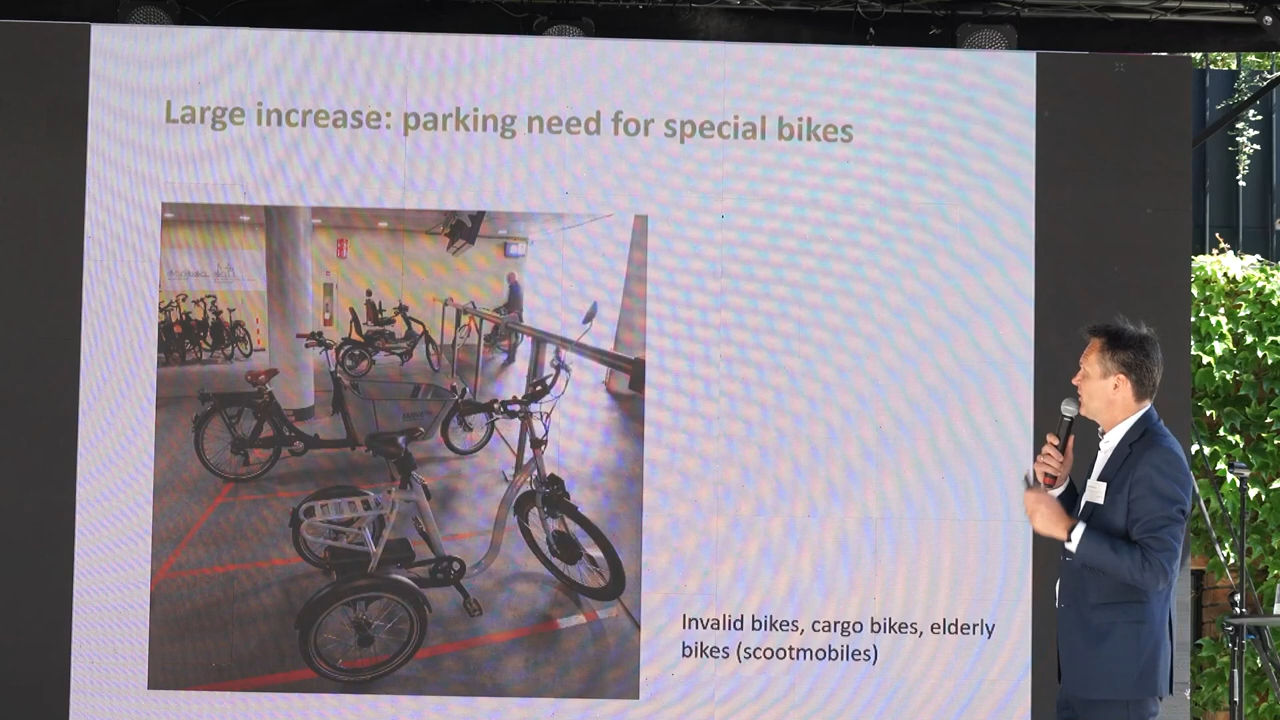 Large increase: parking need for special bikes
Invalid bikes, cargo bikes, elderly
bikes (scootmobiles)